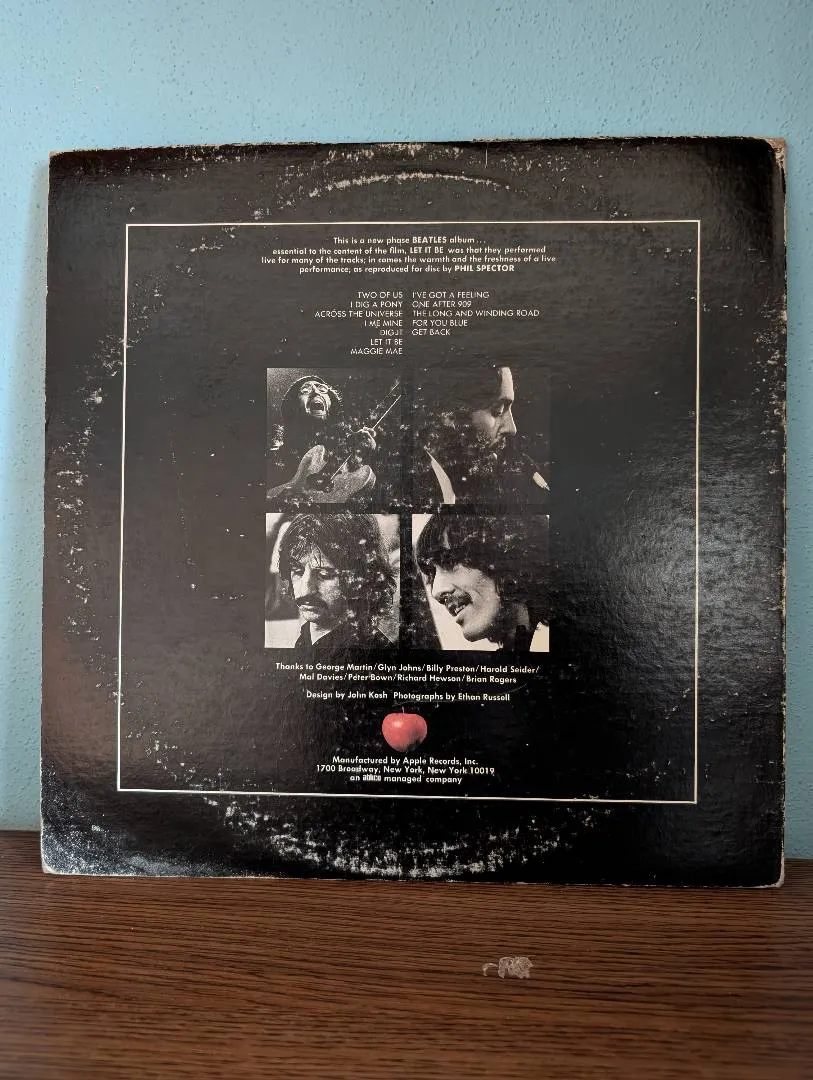 This is a new phase BEATLES album...
essential to the content of the film, LET IT BE was that they performed
live for many of the tracks; in comes the warmth and the freshness of a live
performance; as reproduced for disc by PHIL SPECTOR
TWO OF US
I DIG A PONY
ACROSS THE UNIVERSE
I ME MINE
DIG IT
LET IT BE
MAGGIE MAE
I'VE GOT A FEELING
ONE AFTER 909
THE LONG AND WINDING ROAD
FOR YOU BLUE
GET BACK
Thanks to George Martin/Glyn Johns/Billy Preston/Harold Seider/
Mal Davies/Peter Bown/Richard Hewson/Brian Rogers
Design by John Kosh Photographs by Ethan Russell
Manufactured by Apple Records, Inc.
1700 Broadway, New York, New York 10019
an abkco managed company